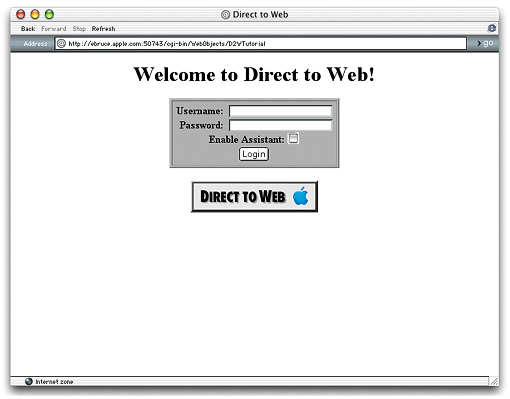 Direct to Web
Back Forward Stop Refresh
Address: http://ebruce.apple.com:50743/cgi-bin/WebObjects/D2WTutorial go
Welcome to Direct to Web!
Username:
Password:
Enable Assistant:
Login
DIRECT TO WEB
Internet zone